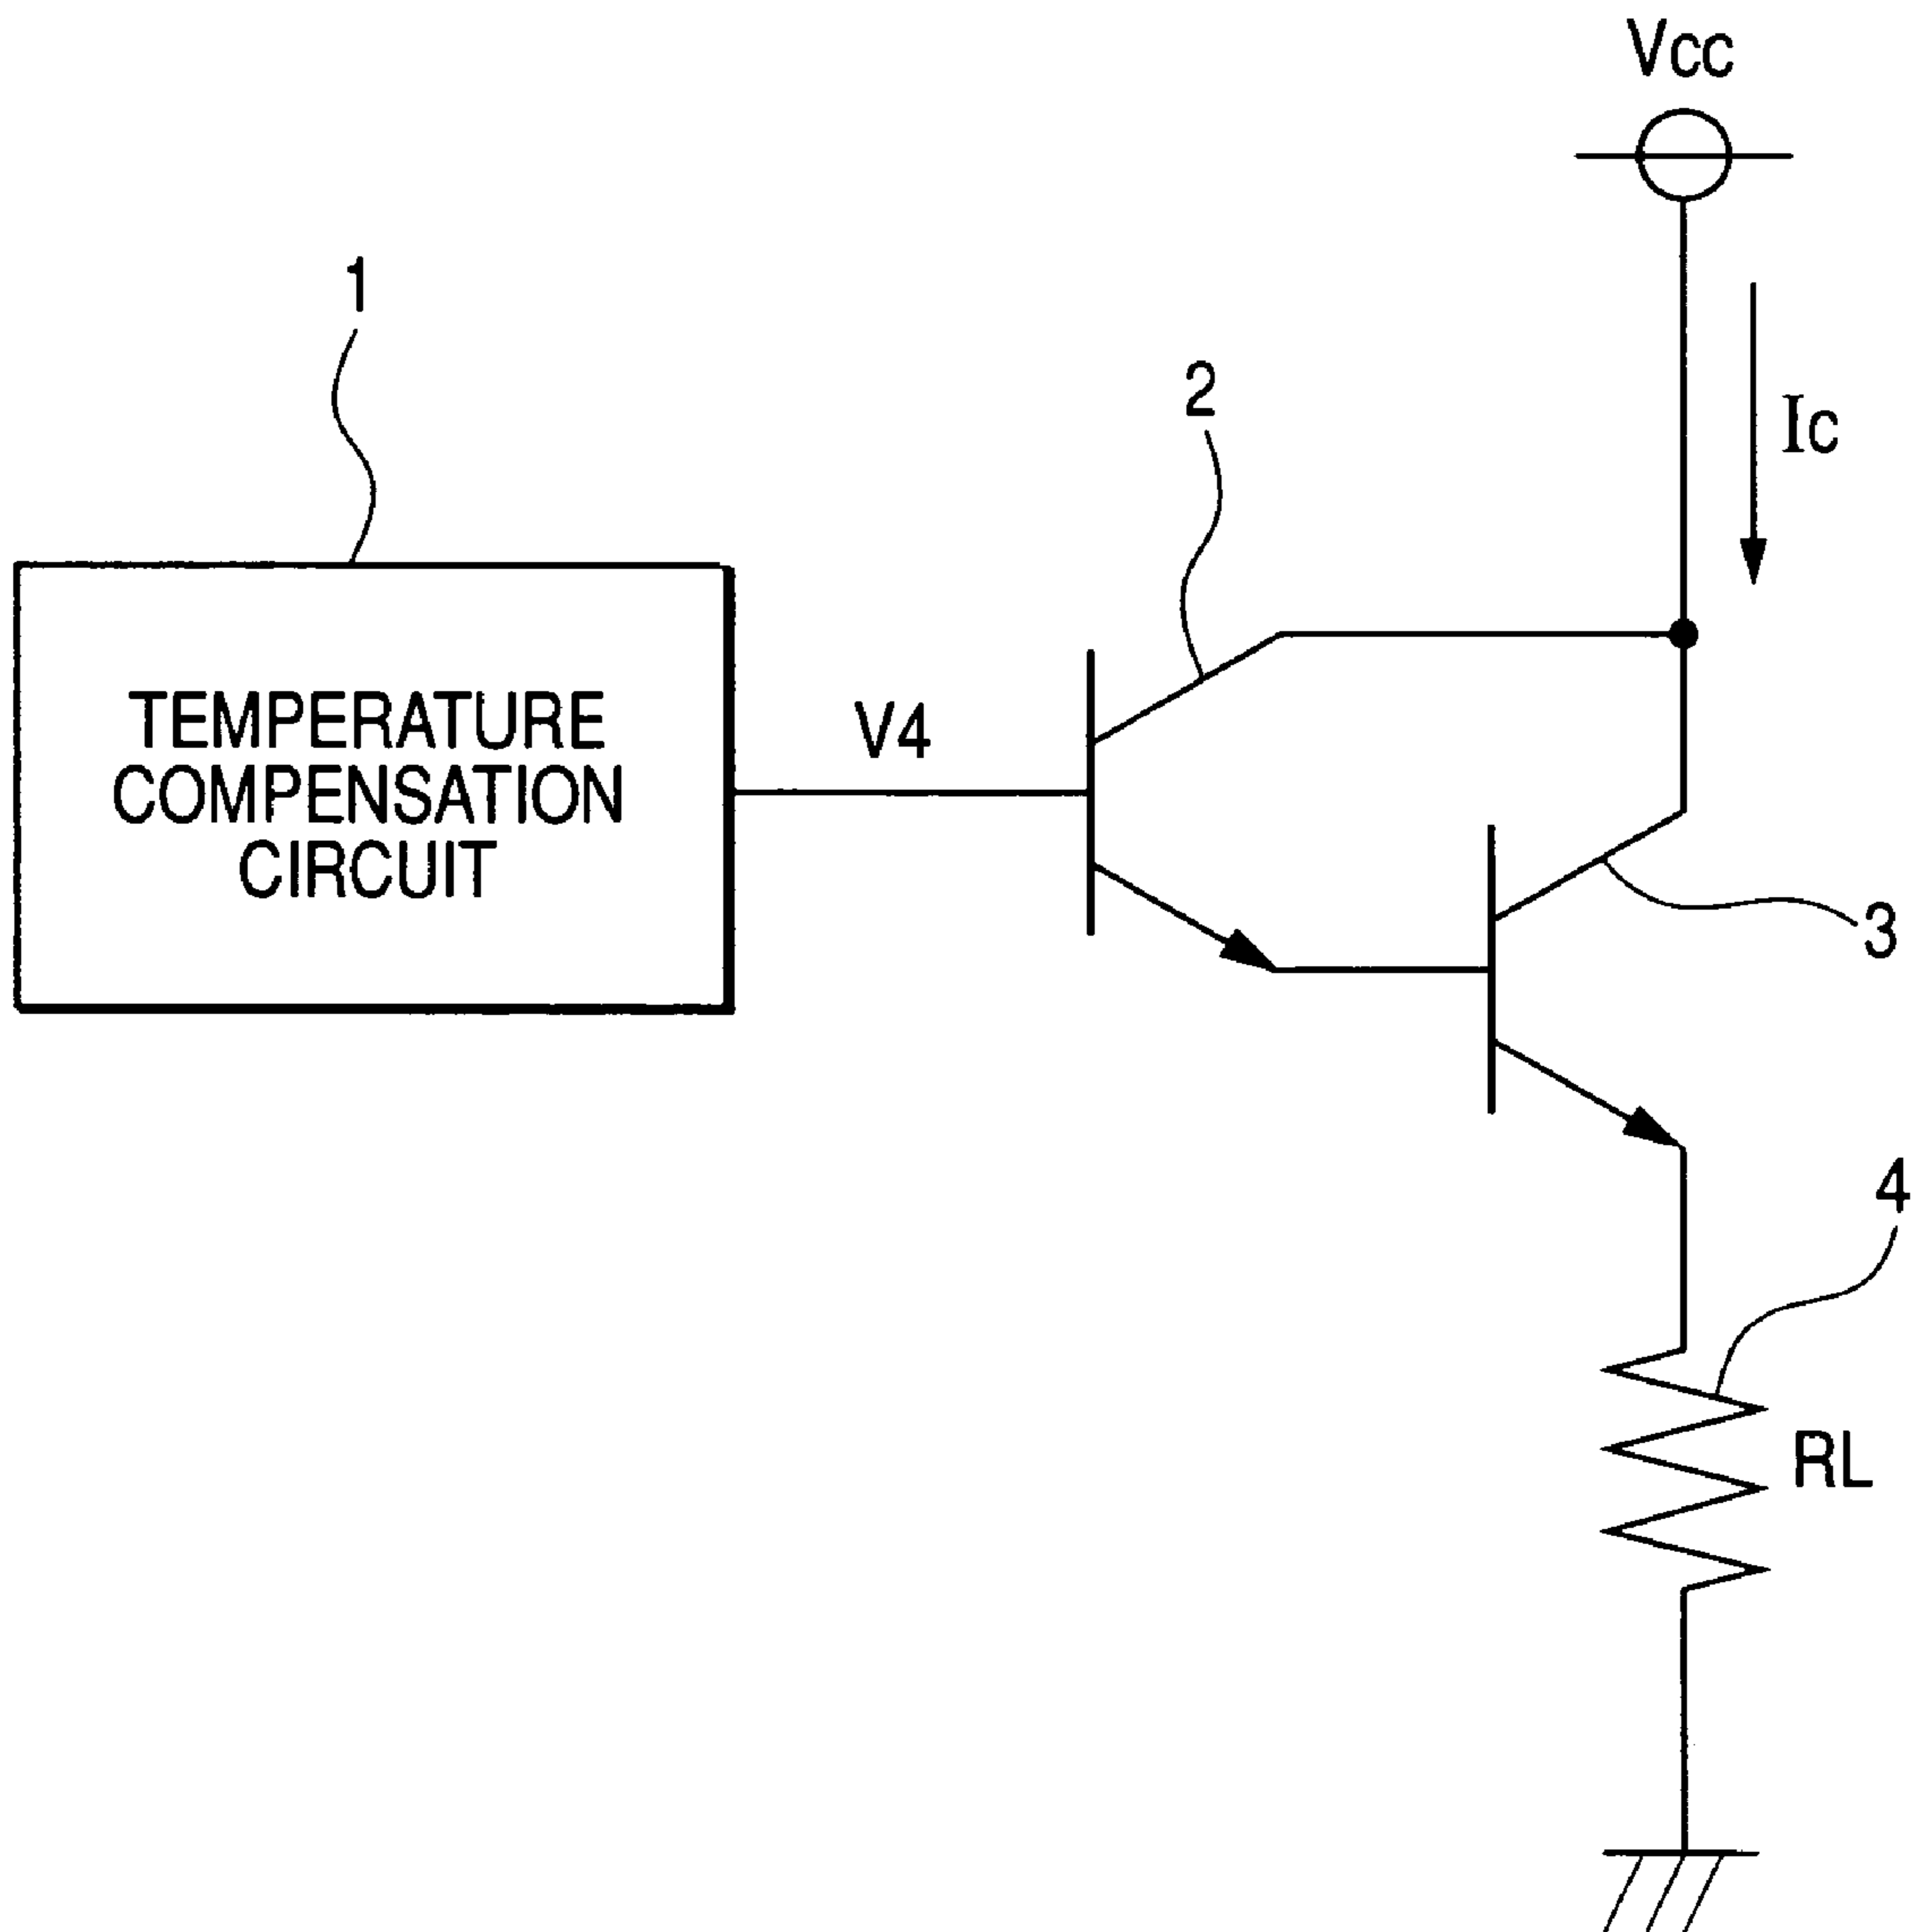 Vcc
1
Ic
2
V4
TEMPERATURE
COMPENSATION
CIRCUIT
3
4
RL